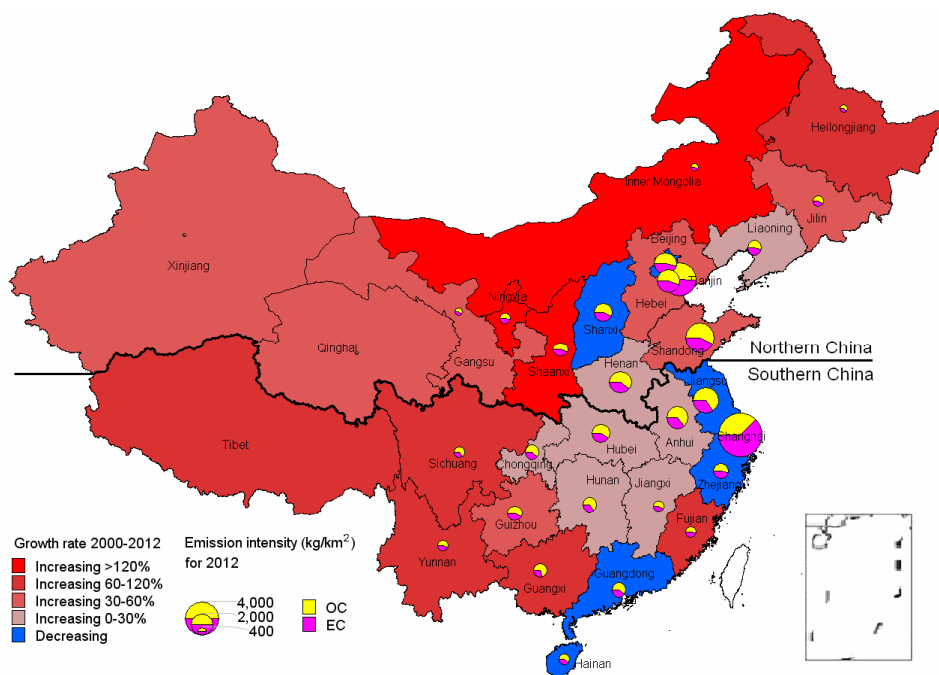 Heilongjiang
Inner Mongolia
Jilin
Liaoning
Beijing
Xinjiang
Tianjin
Ningxia
Hebei
Shanxi
Qinghai
Gangsu
Shaanxi
Shandong
Henan
Northern China
Southern China
Jiangsu
Shanghai
Tibet
Sichuang
Chongqing
Hubei
Anhui
Zhejiang
Hunan
Jiangxi
Guizhou
Fujian
Yunnan
Guangxi
Guangdong
Hainan
Growth rate 2000-2012
Increasing >120%
Increasing 60-120%
Increasing 30-60%
Increasing 0-30%
Decreasing
Emission intensity (kg/km²)
for 2012
4,000
2,000
400
OC
EC